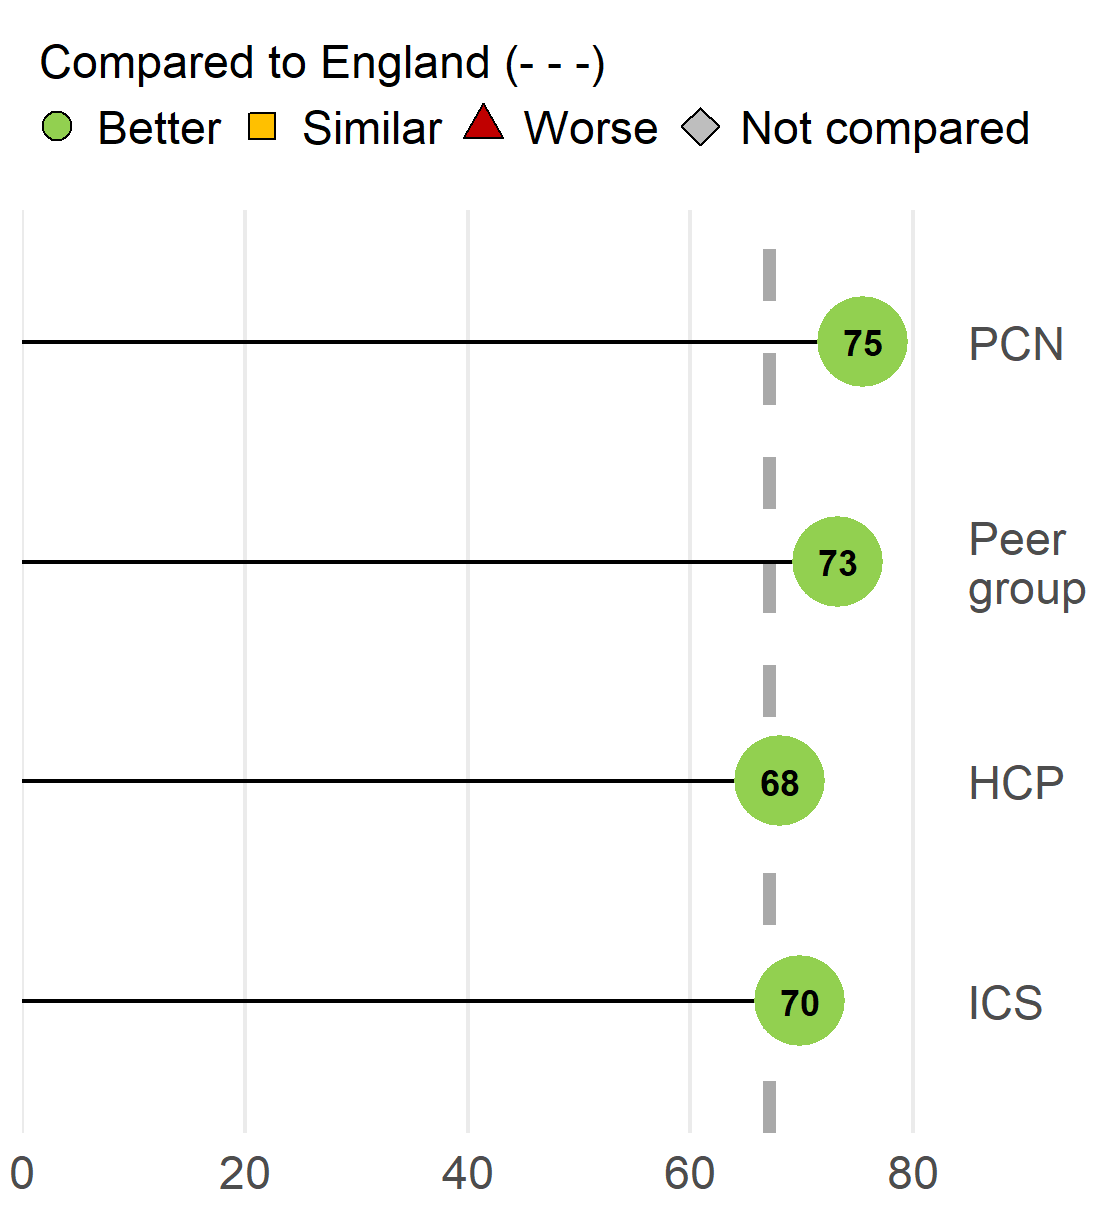 Compared to England (- - -)
Better Similar Worse Not compared
75 PCN
Peer
73
group
68 HCP
70 ICS
0 20 40 60 80